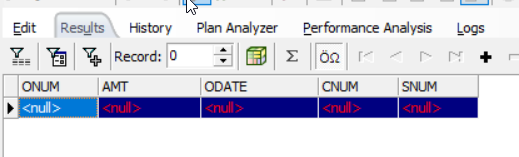 Edit Results History Plan Analyzer Performance Analysis Logs
Record: 0 Σ ÖΩ
ONUM AMT ODATE CNUM SNUM
<null> <null> <null> <null> <null>